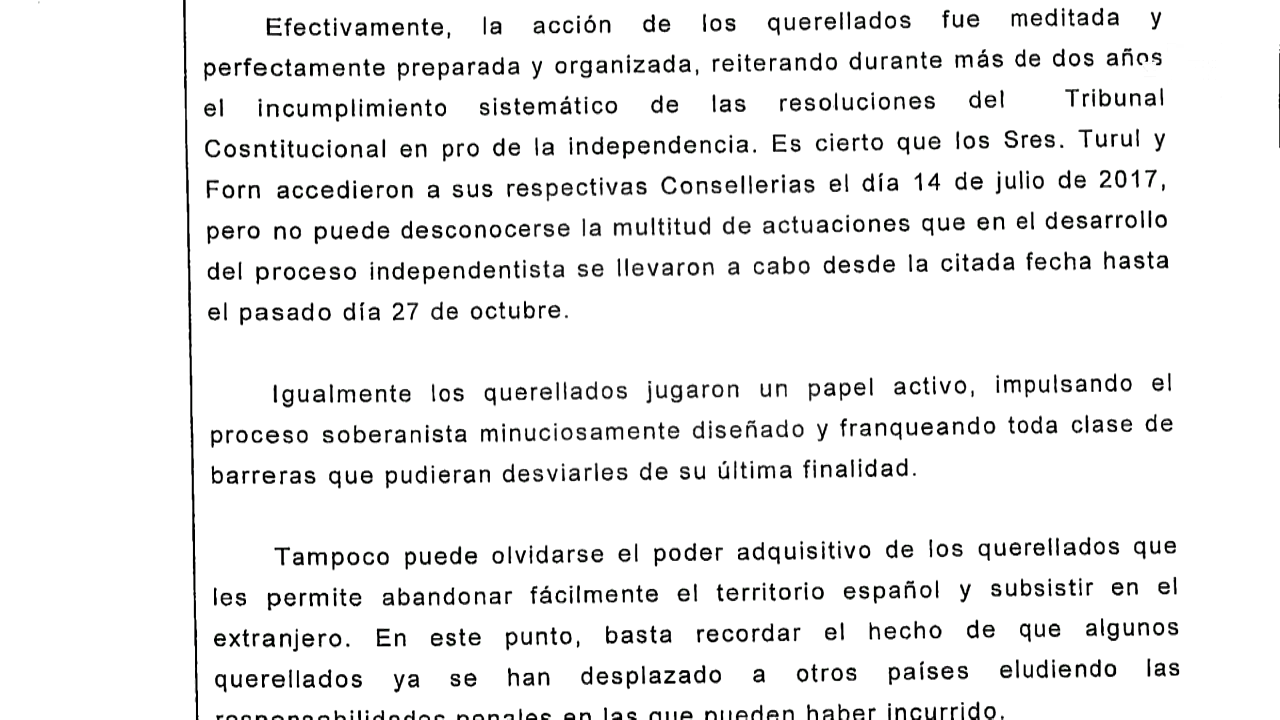 Efectivamente, la acción de los querellados fue meditada y
perfectamente preparada y organizada, reiterando durante más de dos años
el incumplimiento sistemático de las resoluciones del Tribunal
Cosntitucional en pro de la independencia. Es cierto que los Sres. Turul y
Forn accedieron a sus respectivas Consellerias el día 14 de julio de 2017,
pero no puede desconocerse la multitud de actuaciones que en el desarrollo
del proceso independentista se llevaron a cabo desde la citada fecha hasta
el pasado día 27 de octubre.
Igualmente los querellados jugaron un papel activo, impulsando el
proceso soberanista minuciosamente diseñado y franqueando toda clase de
barreras que pudieran desviarles de su última finalidad.
Tampoco puede olvidarse el poder adquisitivo de los querellados que
les permite abandonar fácilmente el territorio español y subsistir en el
extranjero. En este punto, basta recordar el hecho de que algunos
querellados ya se han desplazado a otros países eludiendo las
responsabilidades penales en las que pueden haber incurrido.